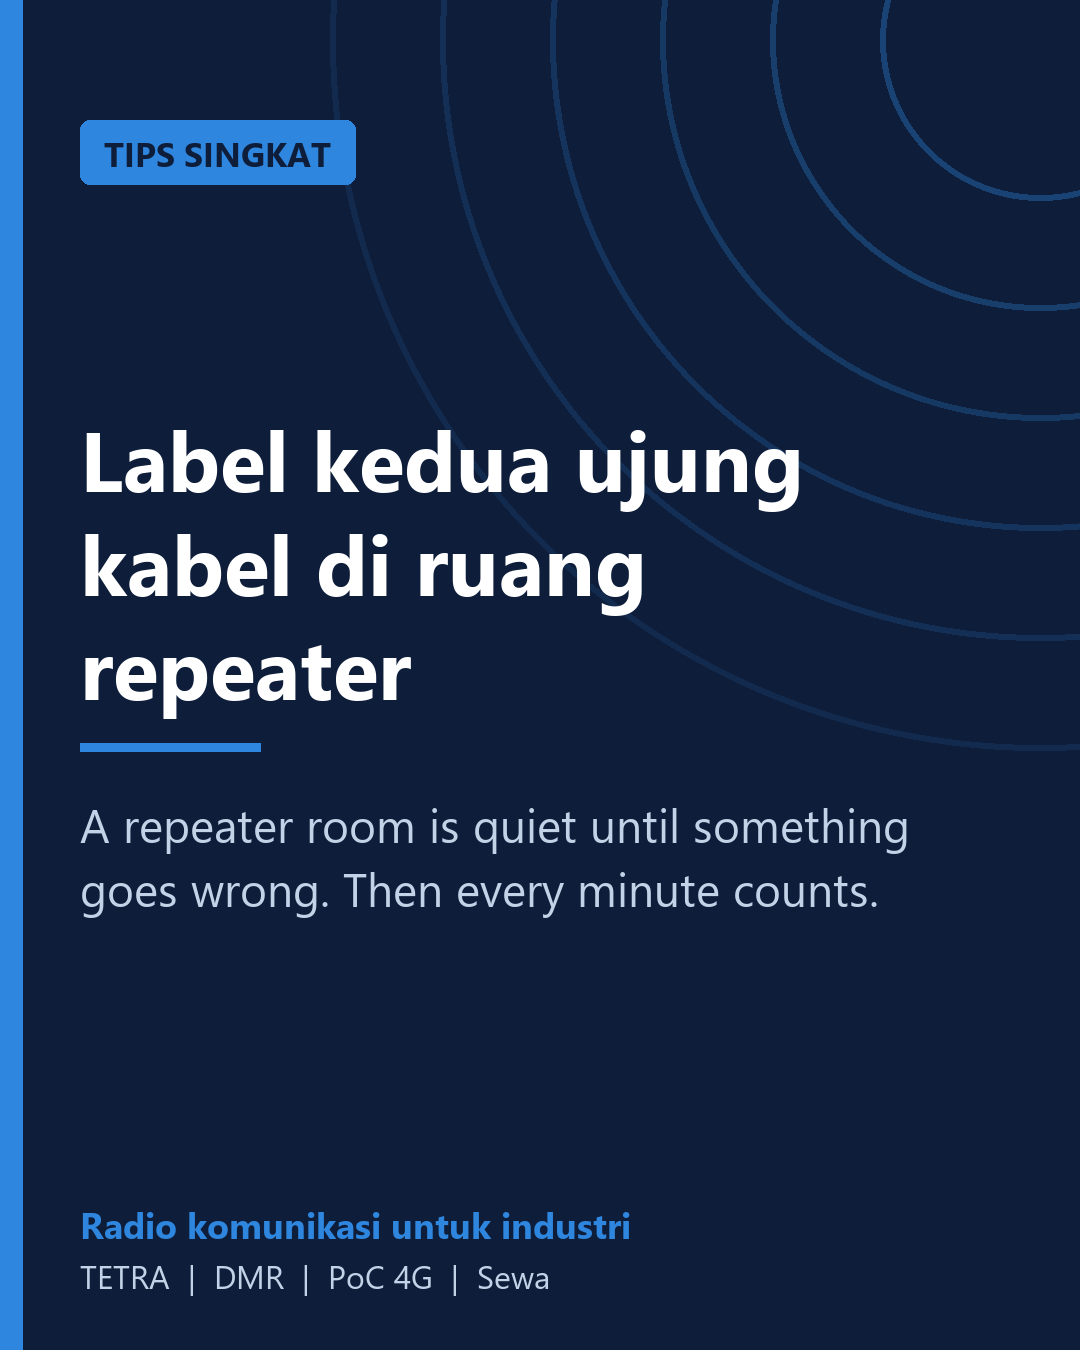 TIPS SINGKAT
Label kedua ujung
kabel di ruang
repeater
A repeater room is quiet until something
goes wrong. Then every minute counts.
Radio komunikasi untuk industri
TETRA | DMR | PoC 4G | Sewa